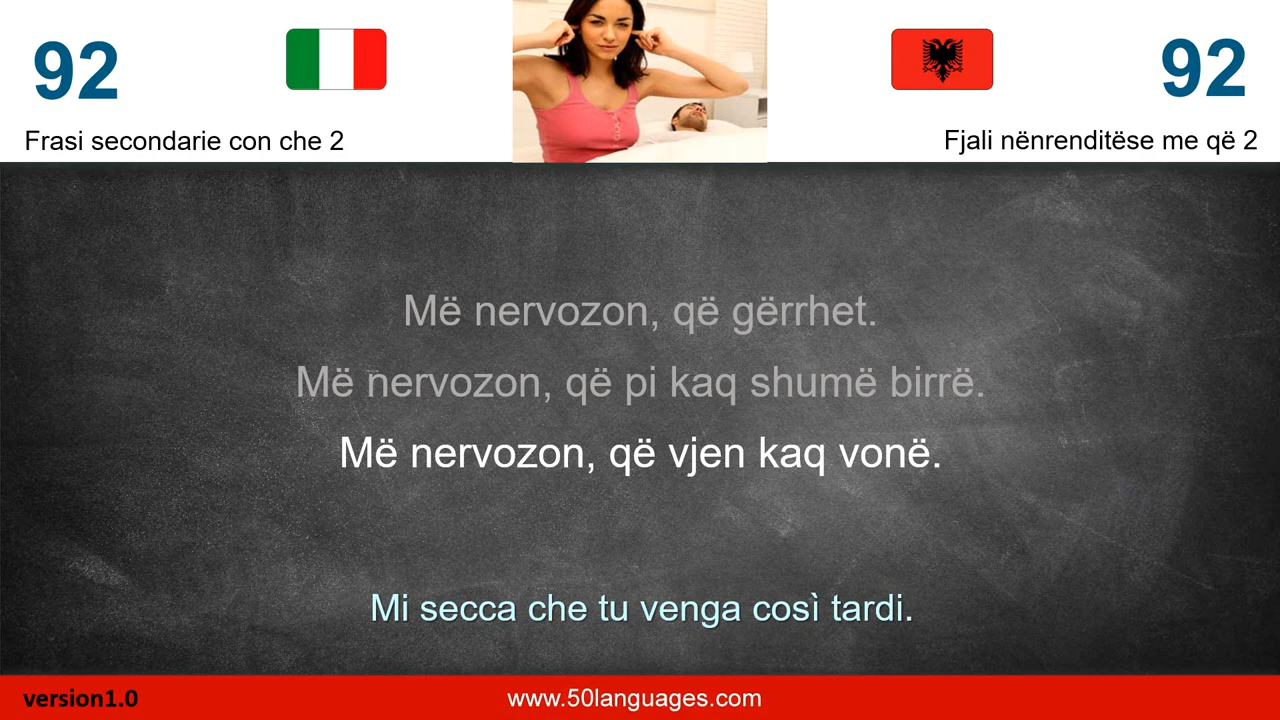 92
92
Frasi secondarie con che 2
Fjali nënrenditëse me që 2
Më nervozon, që gërrhet.
Më nervozon, që pi kaq shumë birrë.
Më nervozon, që vjen kaq vonë.
Mi secca che tu venga così tardi.
version1.0
www.50languages.com